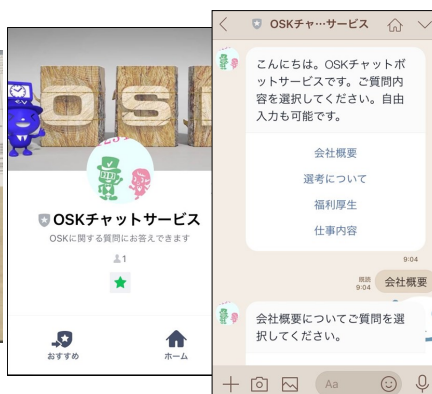 OSK
OSKチャットサービス
OSKに関する質問にお答えできます
1
おすすめ
ホーム
OSKチャ…サービス
こんにちは。OSKチャットボ
ットサービスです。ご質問内
容を選択してください。自由
入力も可能です。
会社概要
選考について
福利厚生
仕事内容
9:04
既読
9:04
会社概要
会社概要についてご質問を選
択してください。
Aa